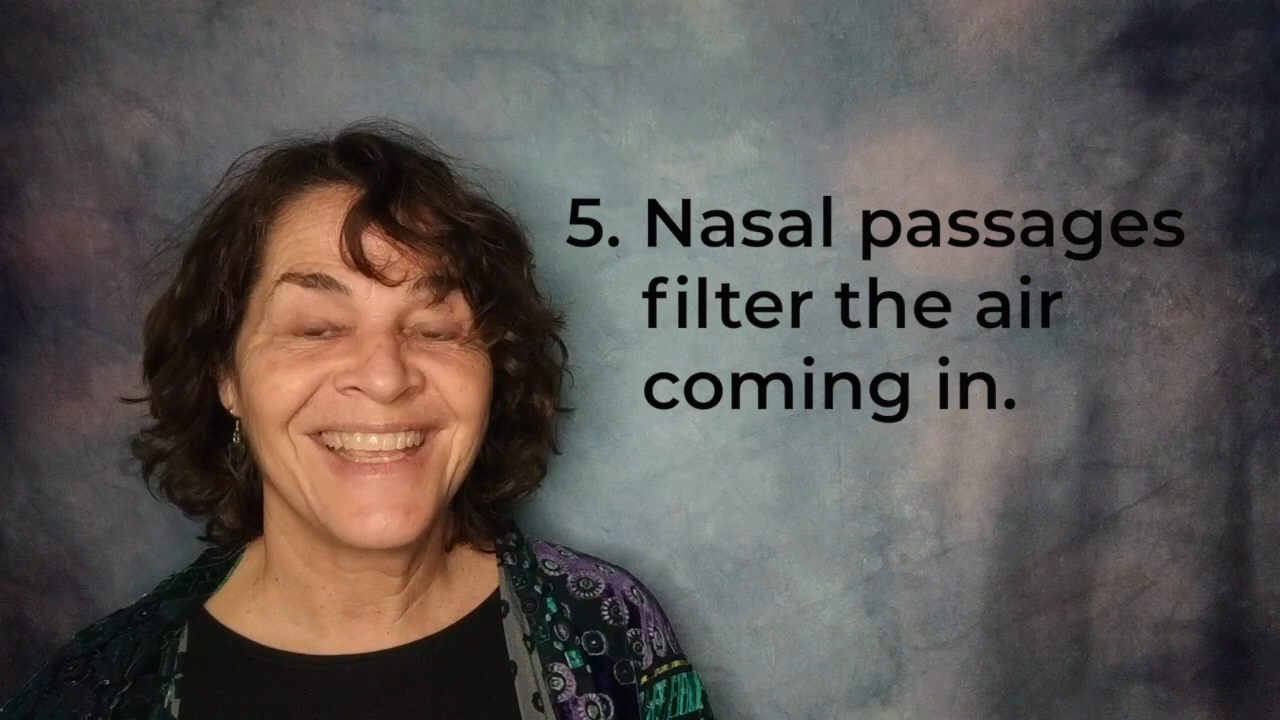 5. Nasal passages
filter the air
coming in.